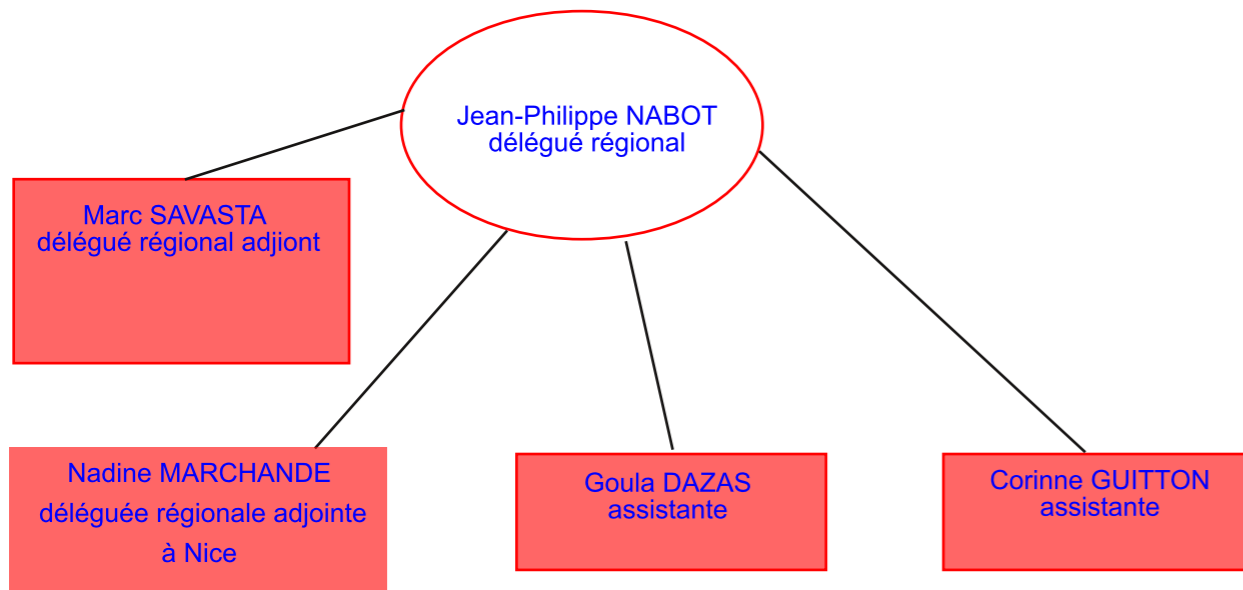 Jean-Philippe NABOT
délégué régional
Marc SAVASTA
délégué régional adjiont
Nadine MARCHANDE
déléguée régionale adjointe
à Nice
Goula DAZAS
assistante
Corinne GUITTON
assistante